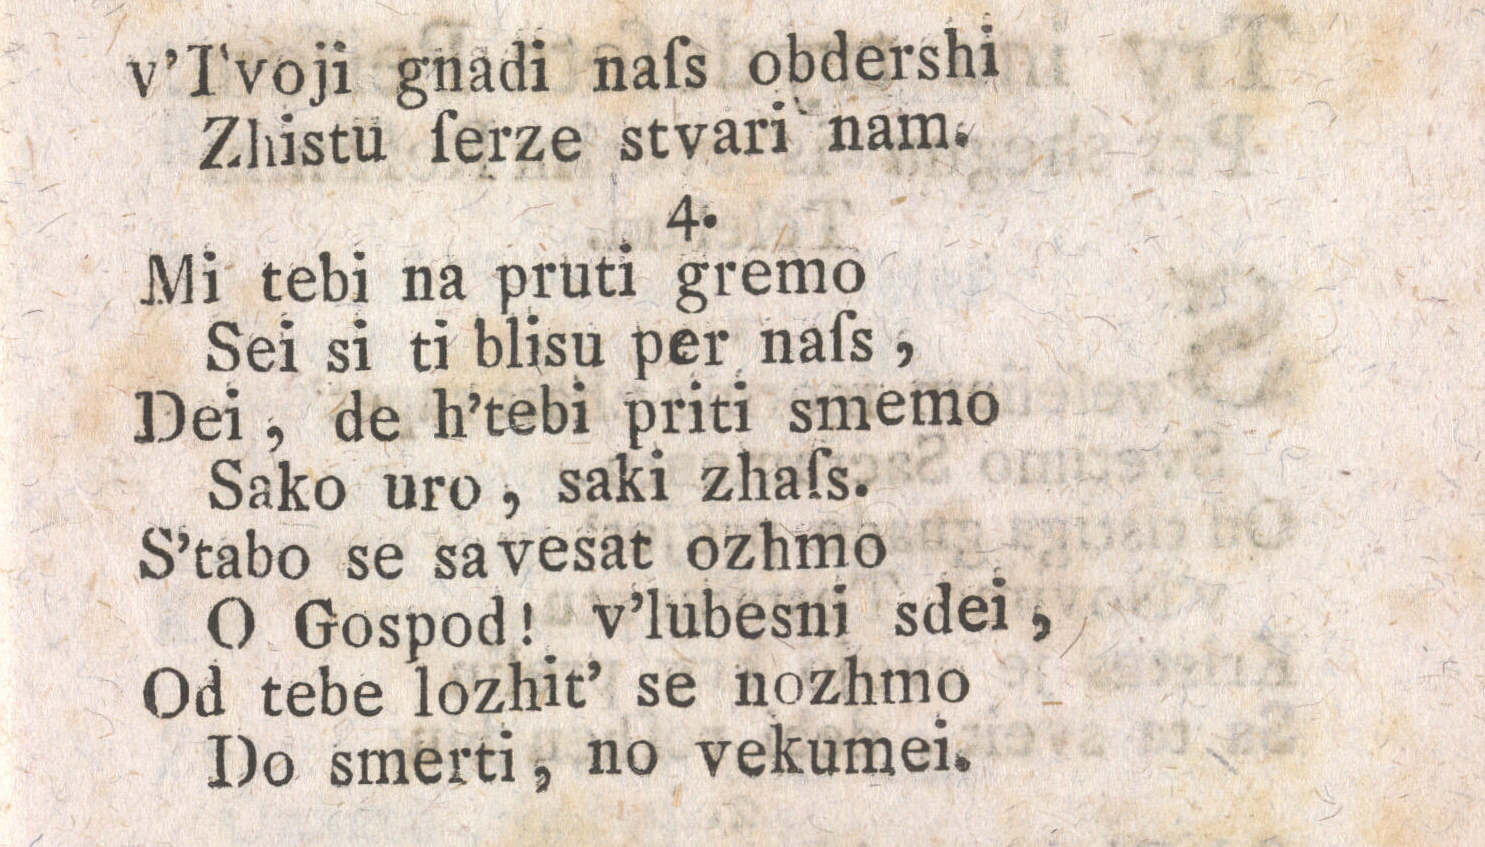 v'Tvoji gnadi naſs obdershi
Zhistu ſerze stvari nam.
4.
Mi tebi na pruti gremo
Sei si ti blisu per naſs ,
Dei , de h'tebi priti smemo
Sako uro , saki zhaſs.
S'tabo se savesat ozhmo
O Gospod! v'lubesni sdei ,
Od tebe lozhit' se nozhmo
Do smerti , no vekumei.